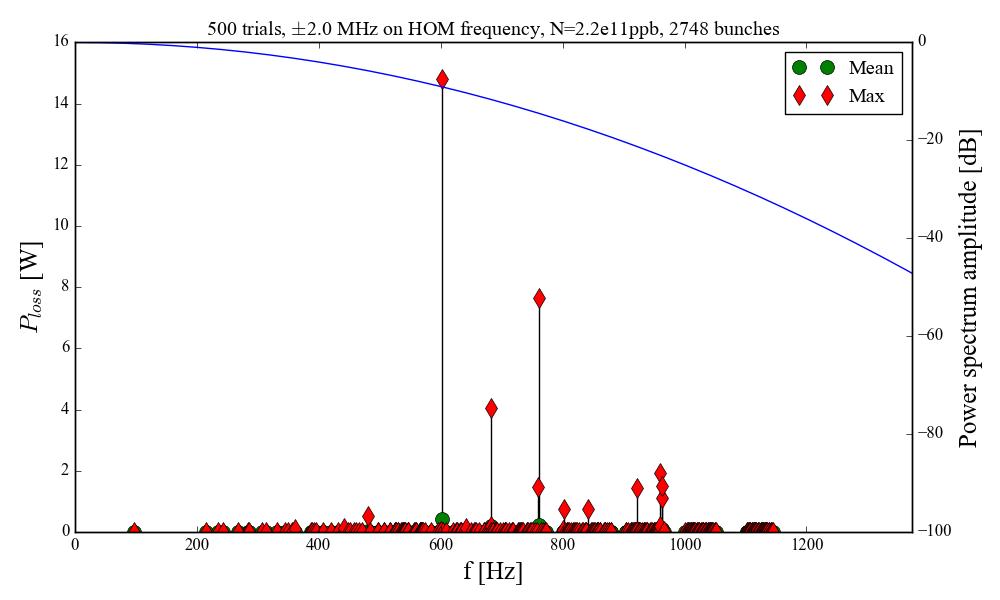 500 trials, ±2.0 MHz on HOM frequency, N=2.2e11ppb, 2748 bunches
16
14
12
10
8
6
4
2
0
P_loss [W]
0
−20
−40
−60
−80
−100
Power spectrum amplitude [dB]
Mean
Max
0 200 400 600 800 1000 1200
f [Hz]